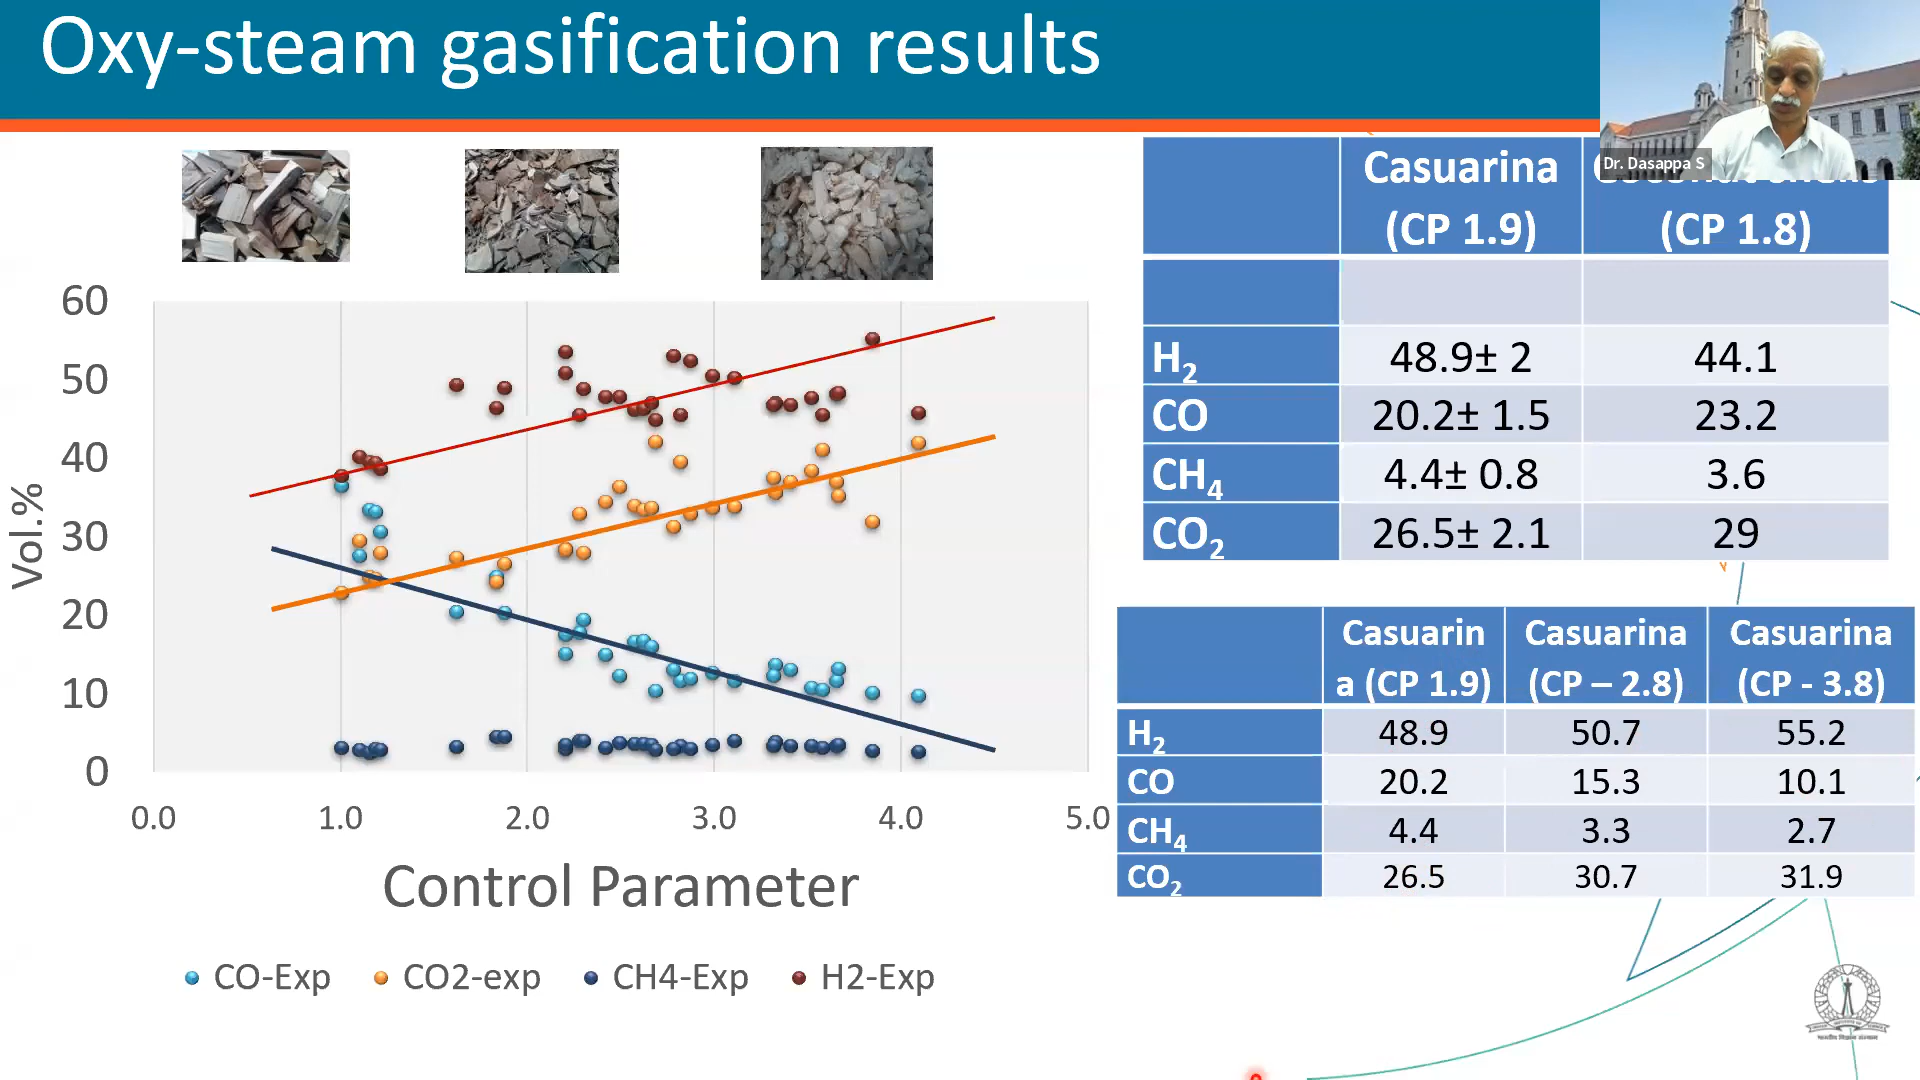 Oxy-steam gasification results
Dr. Dasappa S
Casuarina
(CP 1.9)
(CP 1.8)
H2 48.9± 2 44.1
CO 20.2± 1.5 23.2
CH4 4.4± 0.8 3.6
CO2 26.5± 2.1 29
60
50
40
30
20
10
0
Vol.%
0.0 1.0 2.0 3.0 4.0 5.0
Control Parameter
CO-Exp CO2-exp CH4-Exp H2-Exp
Casuarin Casuarina Casuarina
a (CP 1.9) (CP – 2.8) (CP - 3.8)
H2 48.9 50.7 55.2
CO 20.2 15.3 10.1
CH4 4.4 3.3 2.7
CO2 26.5 30.7 31.9